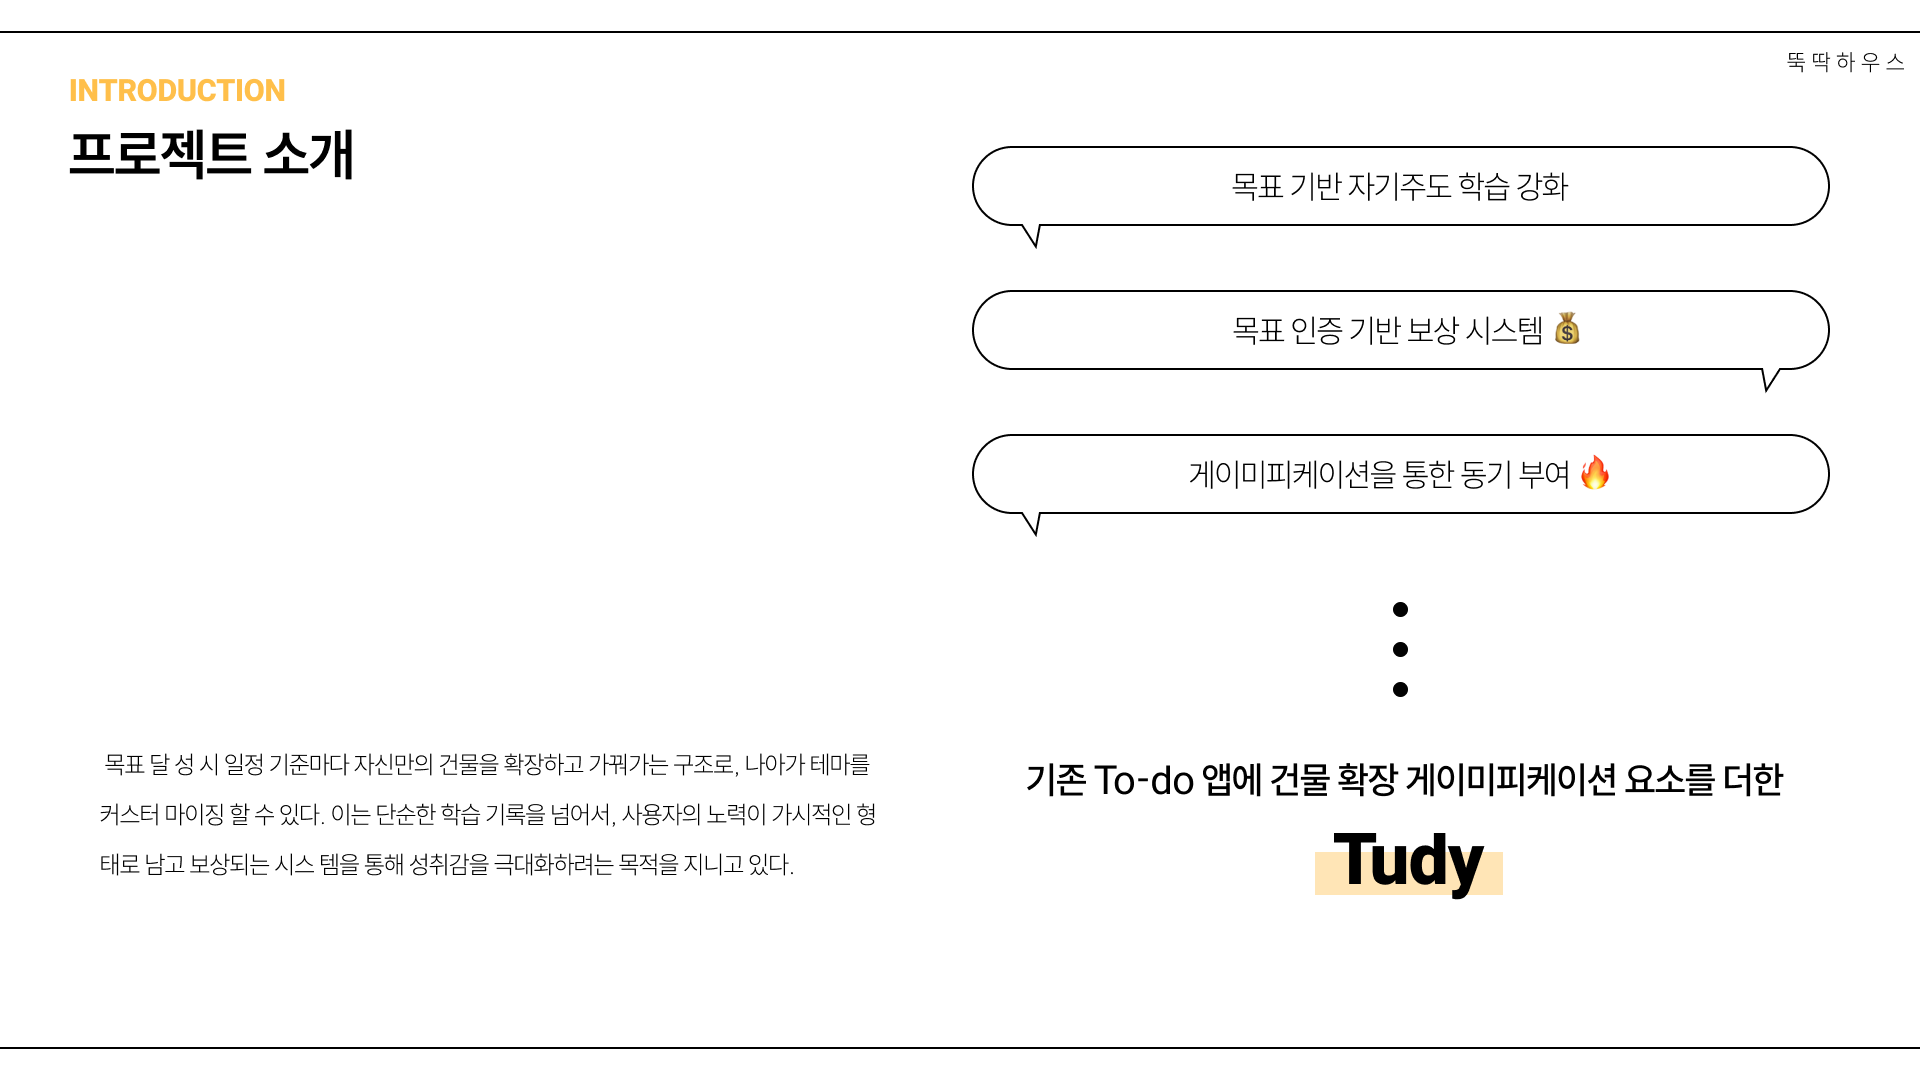 뚝딱하우스
INTRODUCTION
프로젝트 소개
목표 기반 자기주도 학습 강화
목표 인증 기반 보상 시스템 💰
게이미피케이션을 통한 동기 부여 🔥
목표 달 성 시 일정 기준마다 자신만의 건물을 확장하고 가꿔가는 구조로, 나아가 테마를
커스터 마이징 할 수 있다. 이는 단순한 학습 기록을 넘어서, 사용자의 노력이 가시적인 형
태로 남고 보상되는 시스 템을 통해 성취감을 극대화하려는 목적을 지니고 있다.
기존 To-do 앱에 건물 확장 게이미피케이션 요소를 더한
Tudy